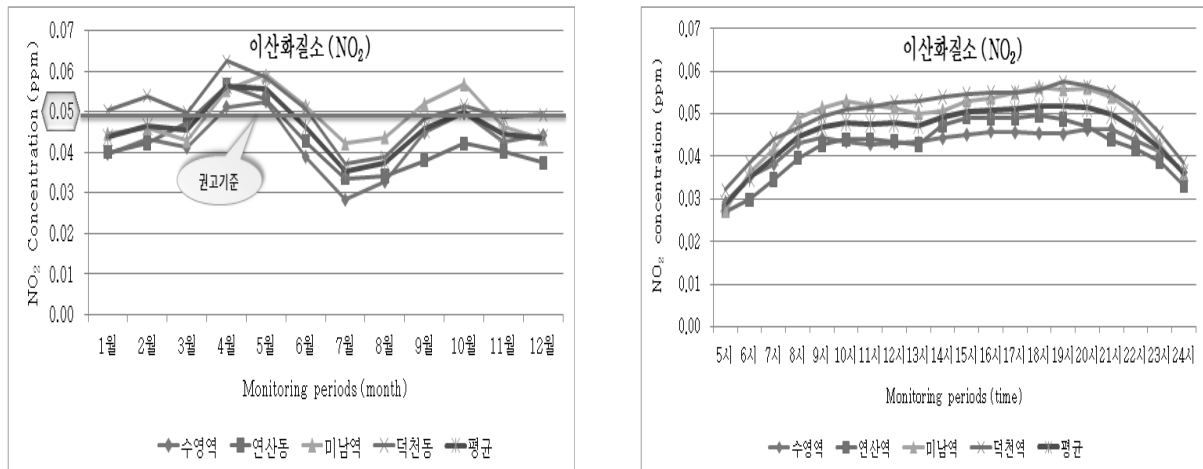 이산화질소(NO₂)
NO₂ Concentration (ppm)
0.07
0.06
0.05
0.04
0.03
0.02
0.01
0.00
권고기준
1월 2월 3월 4월 5월 6월 7월 8월 9월 10월 11월 12월
Monitoring periods (month)
수영역 연산동 미남역 덕천동 평균
이산화질소(NO₂)
NO₂ concentration (ppm)
0.07
0.06
0.05
0.04
0.03
0.02
0.01
0.00
5시 6시 7시 8시 9시 10시 11시 12시 13시 14시 15시 16시 17시 18시 19시 20시 21시 22시 23시 24시
Monitoring periods (time)
수영역 연산역 미남역 덕천역 평균